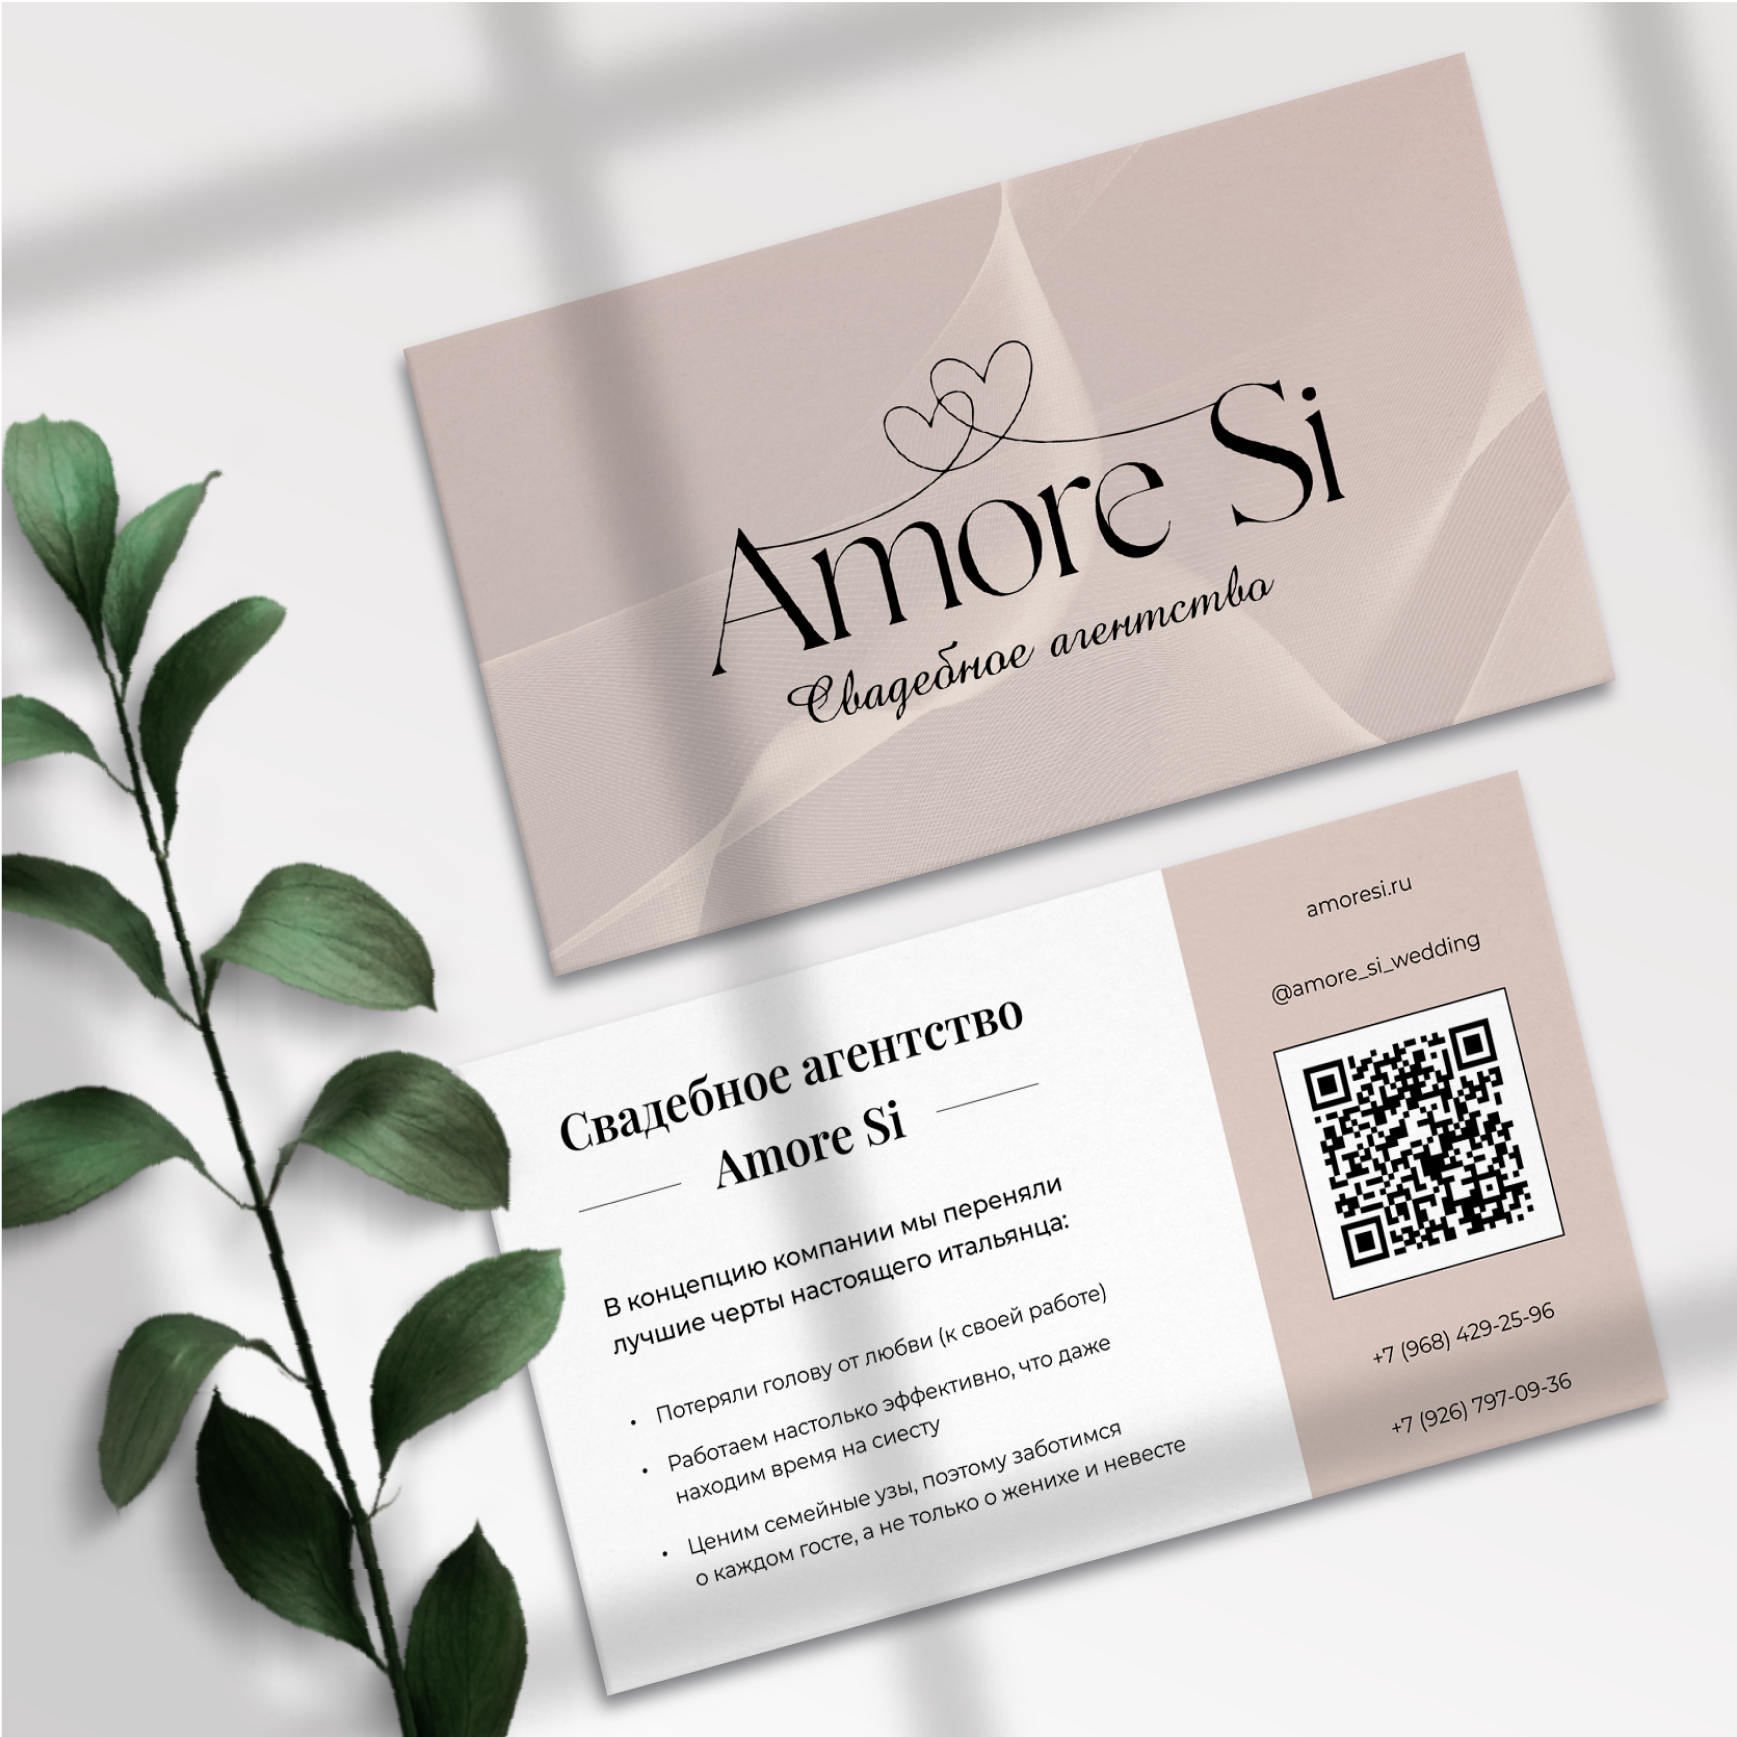 Amore Si
Свадебное агентство
Свадебное агентство
Amore Si
В концепцию компании мы переняли
лучшие черты настоящего итальянца:
• Потеряли голову от любви (к своей работе)
• Работаем настолько эффективно, что даже
находим время на сиесту
• Ценим семейные узы, поэтому заботимся
о каждом госте, а не только о женихе и невесте
amoresi.ru
@amore_si_wedding
+7 (968) 429-25-96
+7 (926) 797-09-36